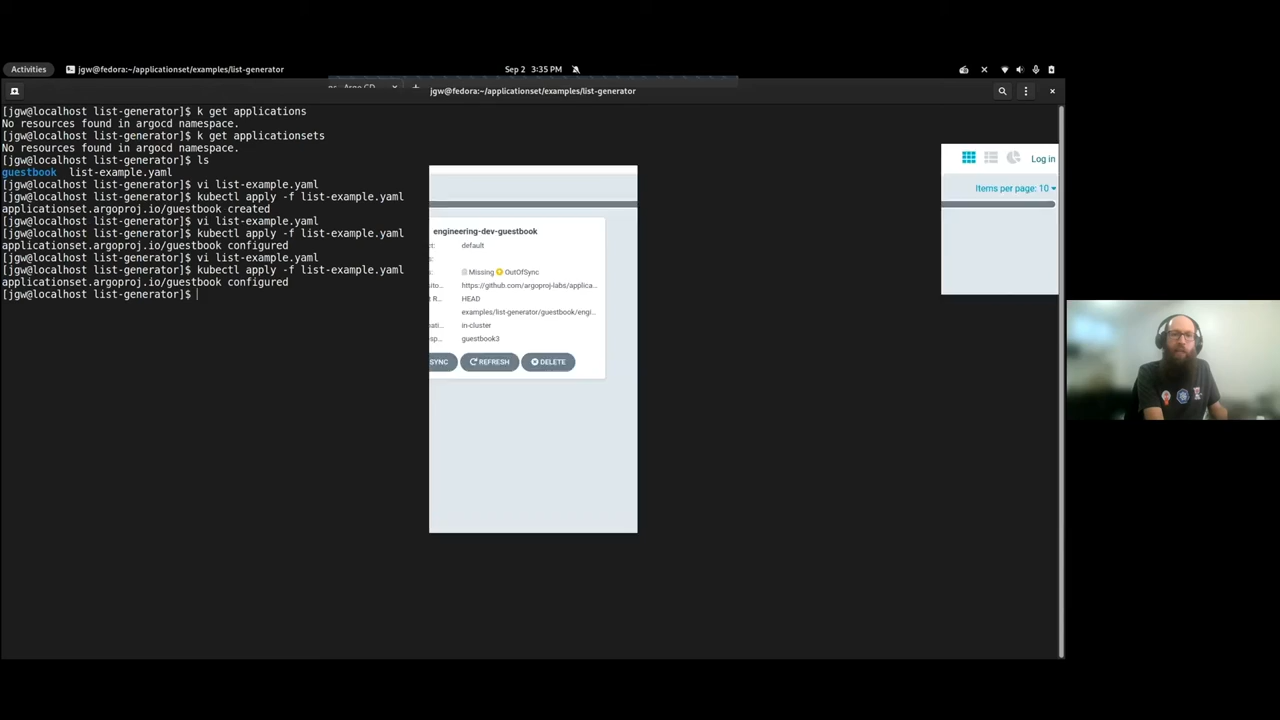 Activities
jgw@fedora:~/applicationset/examples/list-generator
Sep 2 3:35 PM
Argo CD
jgw@fedora:~/applicationset/examples/list-generator
[jgw@localhost list-generator]$ k get applications
No resources found in argocd namespace.
[jgw@localhost list-generator]$ k get applicationsets
No resources found in argocd namespace.
[jgw@localhost list-generator]$ ls
guestbook list-example.yaml
[jgw@localhost list-generator]$ vi list-example.yaml
[jgw@localhost list-generator]$ kubectl apply -f list-example.yaml
applicationset.argoproj.io/guestbook created
[jgw@localhost list-generator]$ vi list-example.yaml
[jgw@localhost list-generator]$ kubectl apply -f list-example.yaml
applicationset.argoproj.io/guestbook configured
[jgw@localhost list-generator]$ vi list-example.yaml
[jgw@localhost list-generator]$ kubectl apply -f list-example.yaml
applicationset.argoproj.io/guestbook configured
[jgw@localhost list-generator]$
engineering-dev-guestbook
ct: default
s:
s: Missing OutOfSync
sito... https://github.com/argoproj-labs/applica...
t R... HEAD
examples/list-generator/guestbook/engi...
nati... in-cluster
esp... guestbook3
SYNC REFRESH DELETE
Log in
Items per page: 10